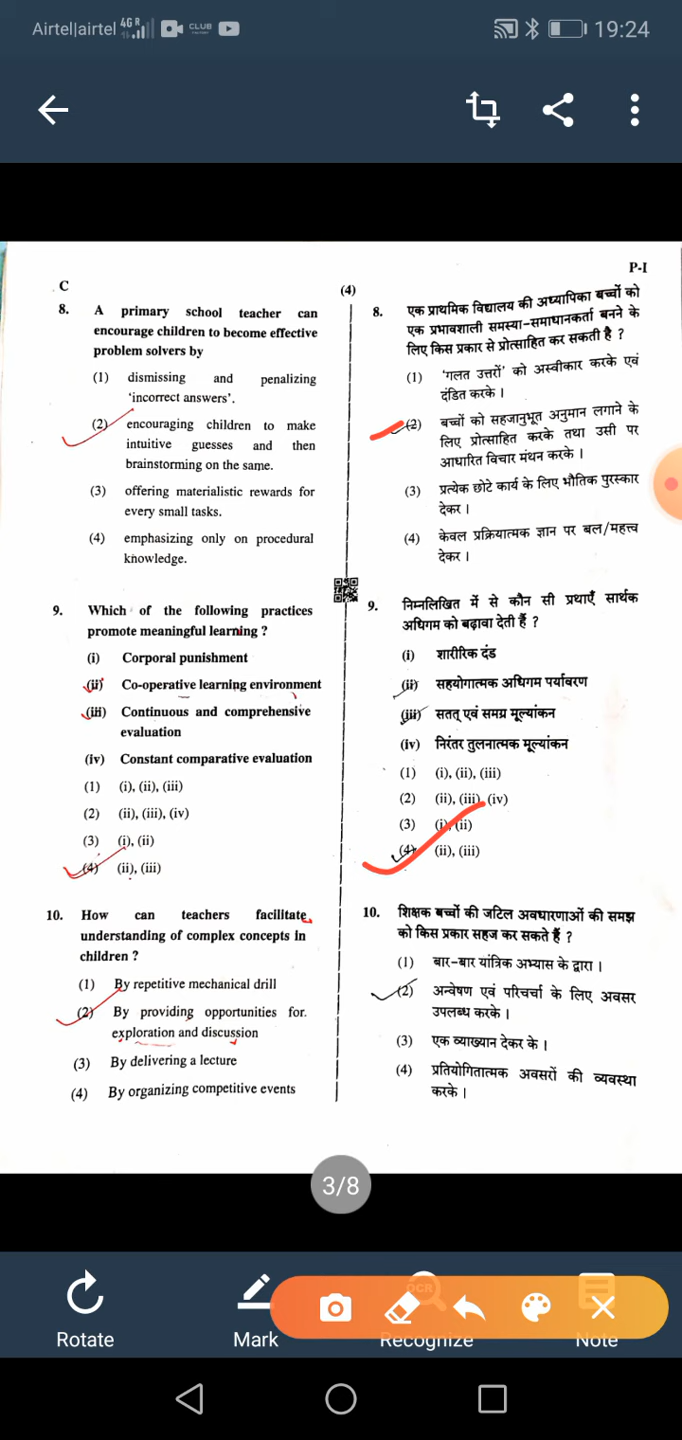 Airtel|airtel 4G R CLUB 19:24
P-I
C
(4)
8. A primary school teacher can
encourage children to become effective
problem solvers by
(1) dismissing and penalizing
'incorrect answers'.
(2) encouraging children to make
intuitive guesses and then
brainstorming on the same.
(3) offering materialistic rewards for
every small tasks.
(4) emphasizing only on procedural
knowledge.
9. Which of the following practices
promote meaningful learning ?
(i) Corporal punishment
(ii) Co-operative learning environment
(iii) Continuous and comprehensive
evaluation
(iv) Constant comparative evaluation
(1) (i), (ii), (iii)
(2) (ii), (iii), (iv)
(3) (i), (ii)
(4) (ii), (iii)
10. How can teachers facilitate
understanding of complex concepts in
children ?
(1) By repetitive mechanical drill
(2) By providing opportunities for
exploration and discussion
(3) By delivering a lecture
(4) By organizing competitive events
8. एक प्राथमिक विद्यालय की अध्यापिका बच्चों को
एक प्रभावशाली समस्या-समाधानकर्ता बनने के
लिए किस प्रकार से प्रोत्साहित कर सकती है ?
(1) 'गलत उत्तरों' को अस्वीकार करके एवं
दंडित करके ।
(2) बच्चों को सहजानुभूत अनुमान लगाने के
लिए प्रोत्साहित करके तथा उसी पर
आधारित विचार मंथन करके ।
(3) प्रत्येक छोटे कार्य के लिए भौतिक पुरस्कार
देकर ।
(4) केवल प्रक्रियात्मक ज्ञान पर बल/महत्त्व
देकर ।
9. निम्नलिखित में से कौन सी प्रथाएँ सार्थक
अधिगम को बढ़ावा देती हैं ?
(i) शारीरिक दंड
(ii) सहयोगात्मक अधिगम पर्यावरण
(iii) सतत् एवं समग्र मूल्यांकन
(iv) निरंतर तुलनात्मक मूल्यांकन
(1) (i), (ii), (iii)
(2) (ii), (iii), (iv)
(3) (i), (ii)
(4) (ii), (iii)
10. शिक्षक बच्चों की जटिल अवधारणाओं की समझ
को किस प्रकार सहज कर सकते हैं ?
(1) बार-बार यांत्रिक अभ्यास के द्वारा ।
(2) अन्वेषण एवं परिचर्चा के लिए अवसर
उपलब्ध करके ।
(3) एक व्याख्यान देकर के ।
(4) प्रतियोगितात्मक अवसरों की व्यवस्था
करके ।
3/8
OCR
Rotate Mark Recognize Note